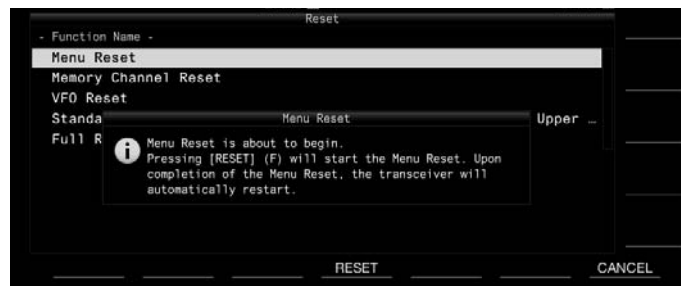 Reset
- Function Name -
Menu Reset
Memory Channel Reset
VFO Reset
Standa
Upper ...
Full R
Menu Reset
i
Menu Reset is about to begin.
Pressing [RESET] (F) will start the Menu Reset. Upon
completion of the Menu Reset, the transceiver will
automatically restart.
RESET
CANCEL